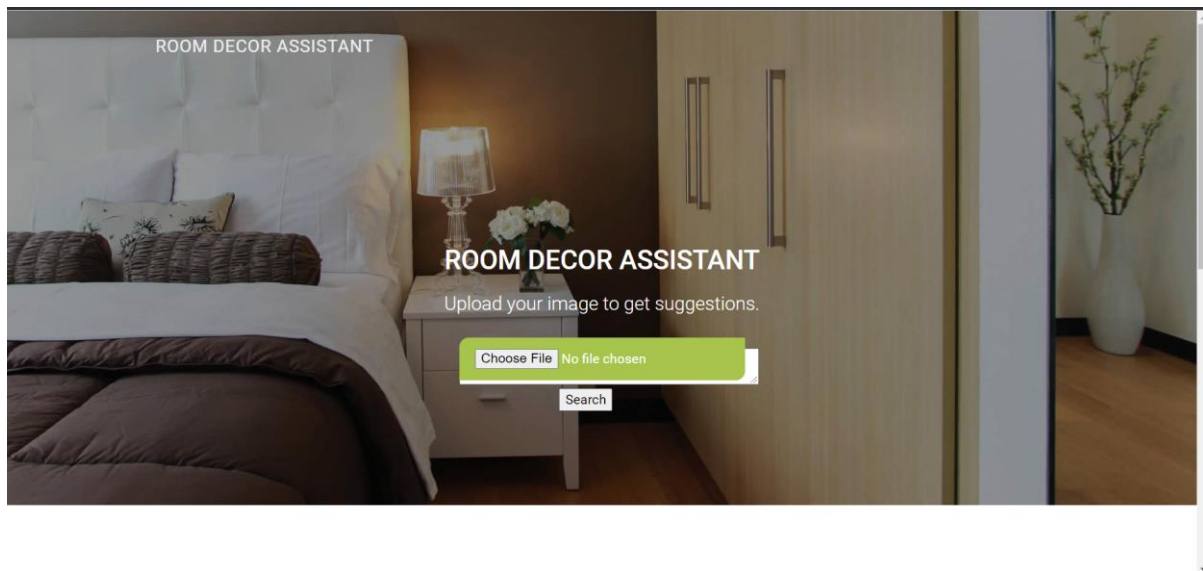 ROOM DECOR ASSISTANT
ROOM DECOR ASSISTANT
Upload your image to get suggestions.
Choose File No file chosen
Search